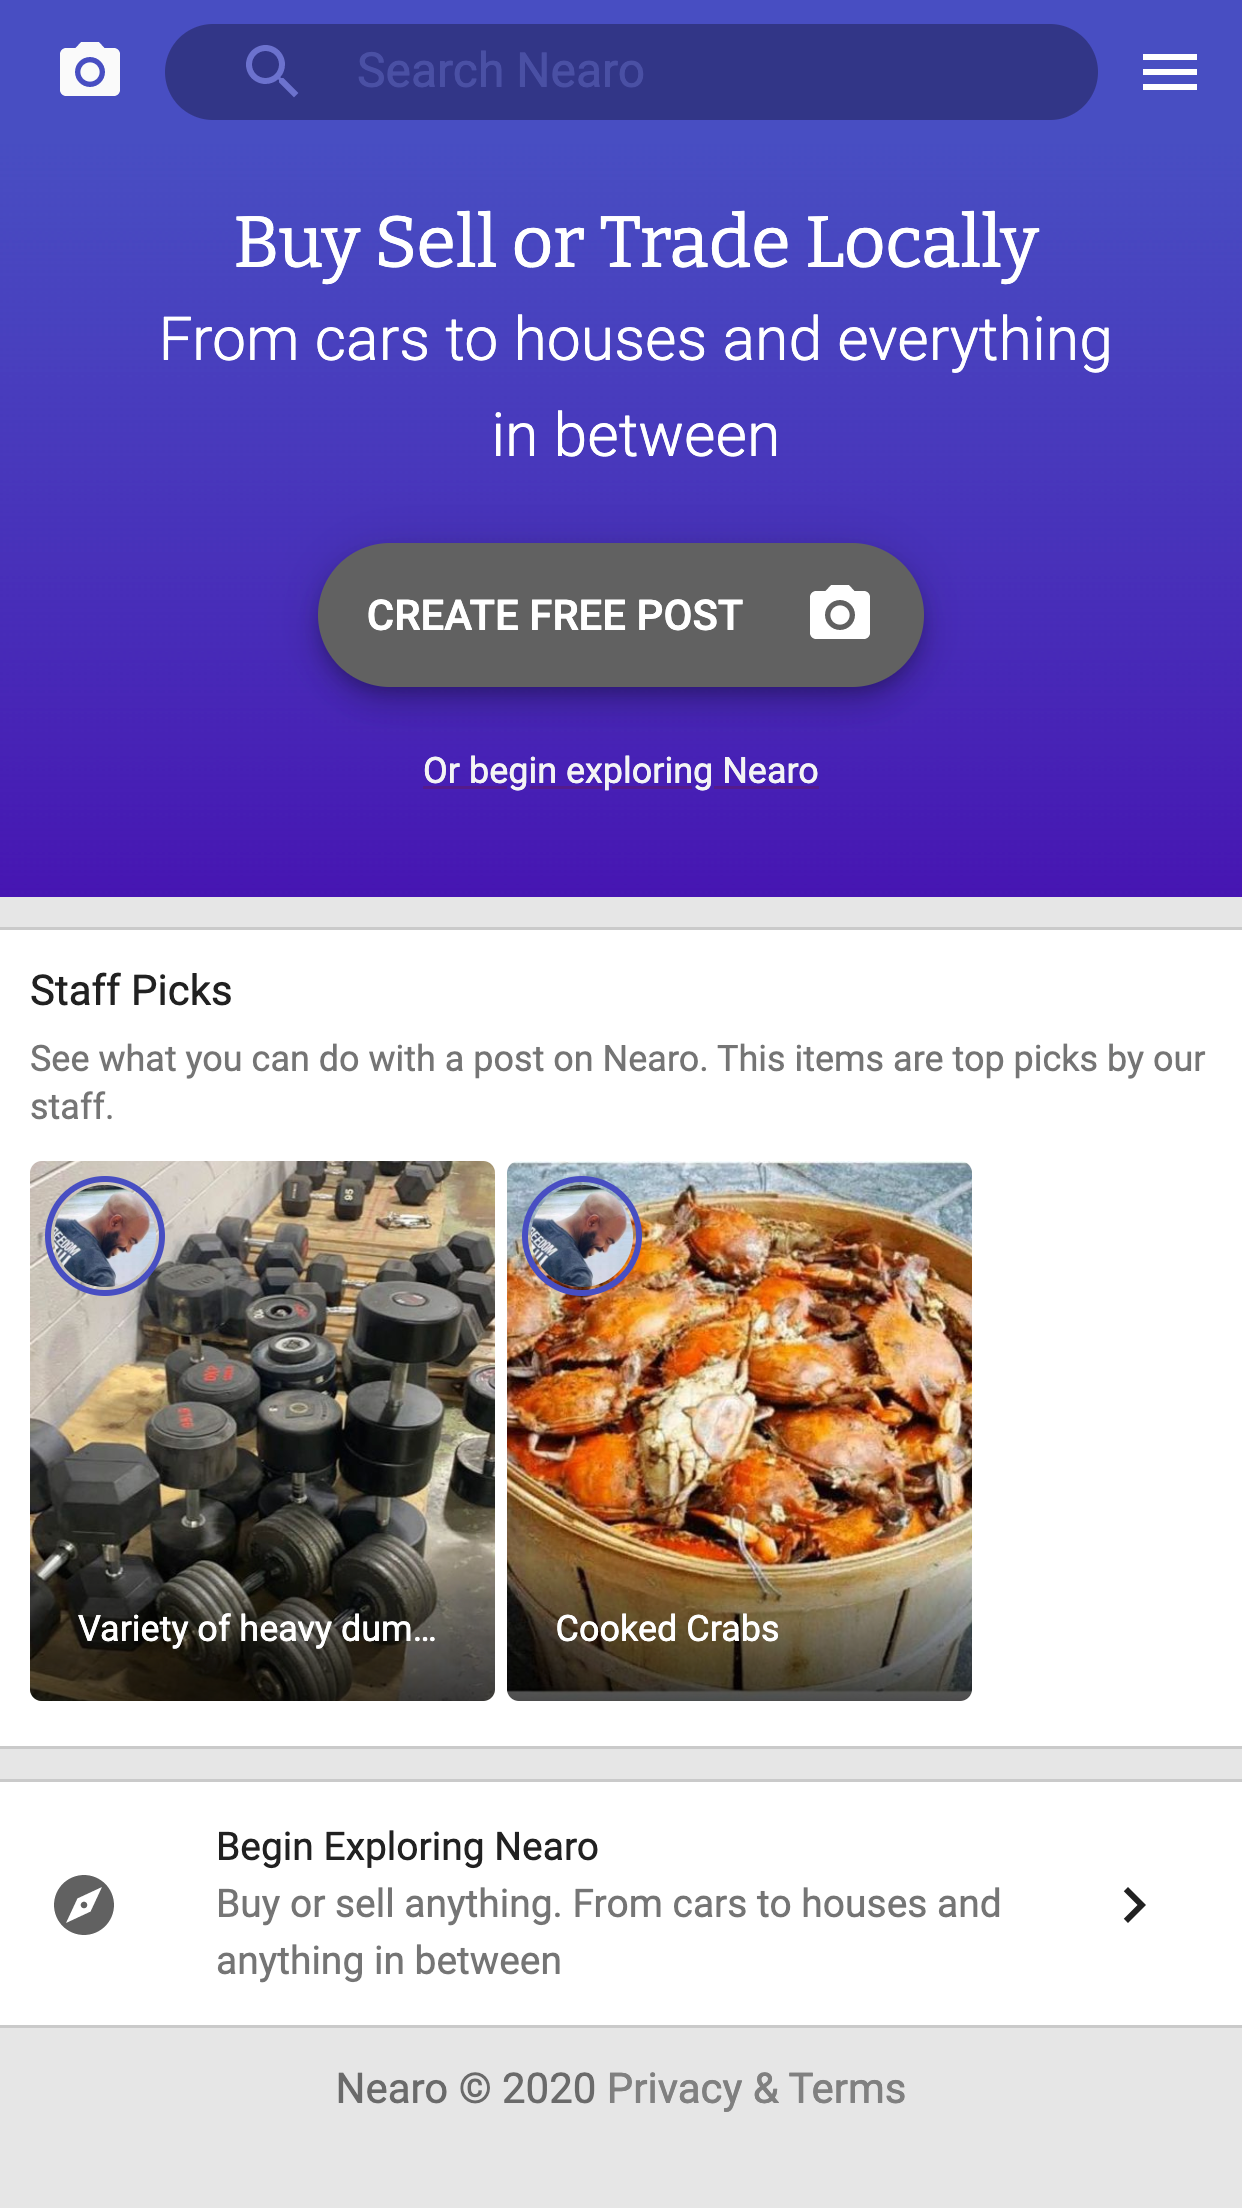 Search Nearo
Buy Sell or Trade Locally
From cars to houses and everything
in between
CREATE FREE POST
Or begin exploring Nearo
Staff Picks
See what you can do with a post on Nearo. This items are top picks by our
staff.
95
Variety of heavy dum...
Cooked Crabs
Begin Exploring Nearo
Buy or sell anything. From cars to houses and
anything in between
Nearo © 2020 Privacy & Terms